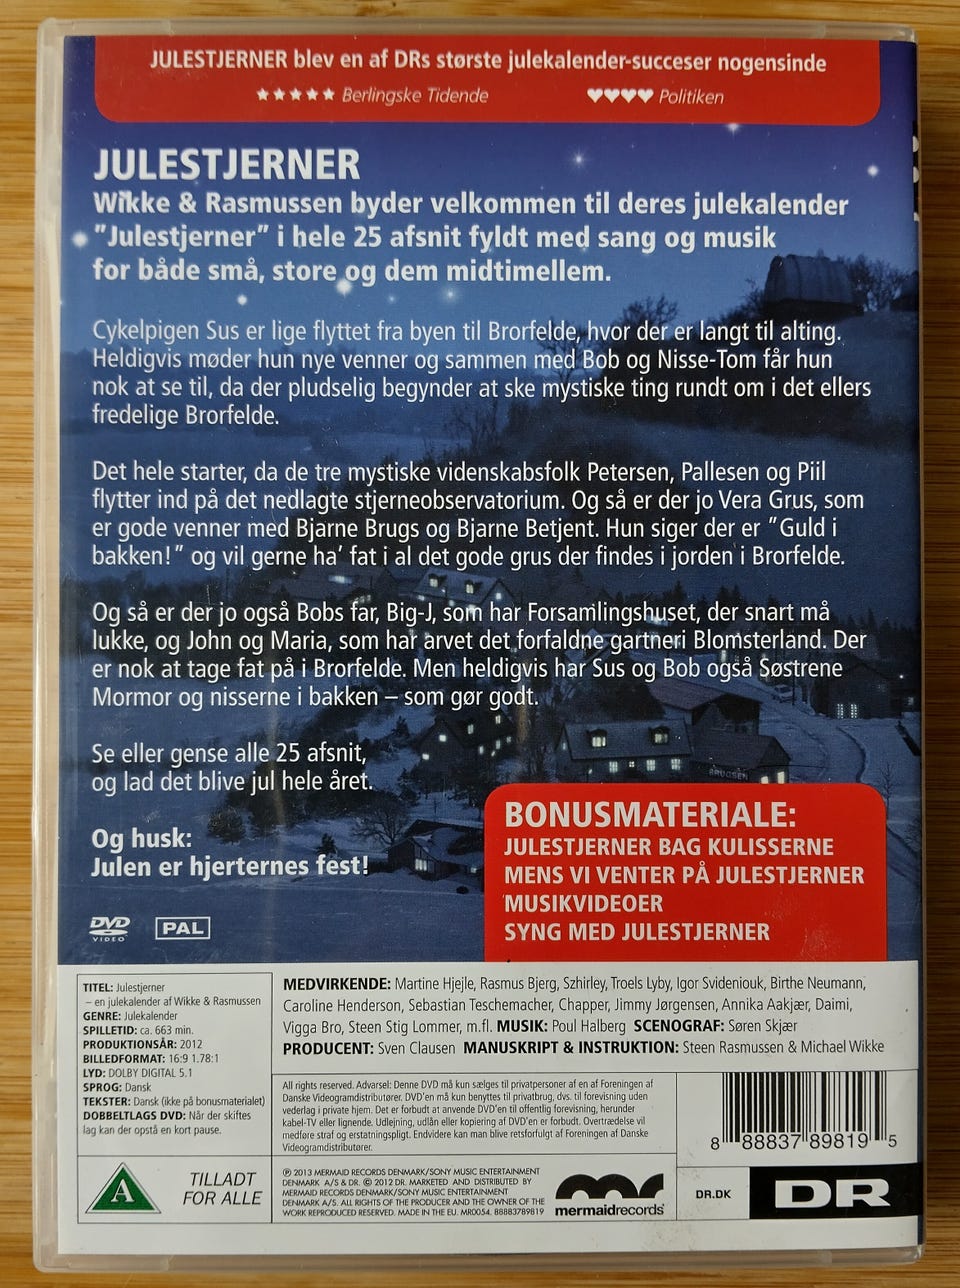 JULESTJERNER blev en af DRs største julekalender-succeser nogensinde
★★★★★ Berlingske Tidende ♥♥♥♥ Politiken
JULESTJERNER
Wikke & Rasmussen byder velkommen til deres julekalender
”Julestjerner” i hele 25 afsnit fyldt med sang og musik
for både små, store og dem midtimellem.
Cykelpigen Sus er lige flyttet fra byen til Brorfelde, hvor der er langt til alting.
Heldigvis møder hun nye venner og sammen med Bob og Nisse-Tom får hun
nok at se til, da der pludselig begynder at ske mystiske ting rundt om i det ellers
fredelige Brorfelde.
Det hele starter, da de tre mystiske videnskabsfolk Petersen, Pallesen og Piil
flytter ind på det nedlagte stjerneobservatorium. Og så er der jo Vera Grus, som
er gode venner med Bjarne Brugs og Bjarne Betjent. Hun siger der er ”Guld i
bakken!” og vil gerne ha’ fat i al det gode grus der findes i jorden i Brorfelde.
Og så er der jo også Bobs far, Big-J, som har Forsamlingshuset, der snart må
lukke, og John og Maria, som har arvet det forfaldne gartneri Blomsterland. Der
er nok at tage fat på i Brorfelde. Men heldigvis har Sus og Bob også Søstrene
Mormor og nisserne i bakken – som gør godt.
Se eller gense alle 25 afsnit,
og lad det blive jul hele året.
BRUGSEN
Og husk:
Julen er hjerternes fest!
BONUSMATERIALE:
JULESTJERNER BAG KULISSERNE
MENS VI VENTER PÅ JULESTJERNER
MUSIKVIDEOER
SYNG MED JULESTJERNER
DVD VIDEO PAL
TITEL: Julestjerner
– en julekalender af Wikke & Rasmussen
GENRE: Julekalender
SPILLETID: ca. 663 min.
PRODUKTIONSÅR: 2012
BILLEDFORMAT: 16:9 1.78:1
LYD: DOLBY DIGITAL 5.1
SPROG: Dansk
TEKSTER: Dansk (ikke på bonusmaterialet)
DOBBELTLAGS DVD: Når der skiftes
lag kan der opstå en kort pause.
MEDVIRKENDE: Martine Hjejle, Rasmus Bjerg, Szhirley, Troels Lyby, Igor Svideniouk, Birthe Neumann,
Caroline Henderson, Sebastian Teschemacher, Chapper, Jimmy Jørgensen, Annika Aakjær, Daimi,
Vigga Bro, Steen Stig Lommer, m.fl. MUSIK: Poul Halberg SCENOGRAF: Søren Skjær
PRODUCENT: Sven Clausen MANUSKRIPT & INSTRUKTION: Steen Rasmussen & Michael Wikke
All rights reserved. Advarsel: Denne DVD må kun sælges til privatpersoner af en af Foreningen af
Danske Videogramdistributører. DVD'en må kun benyttes til privatbrug, dvs. til forevisning uden
vederlag i private hjem. Det er forbudt at anvende DVD'en til offentlig forevisning, herunder
kabel-TV eller lignende. Udlejning, udlån eller kopiering af DVD'en er forbudt. Overtrædelse vil
medføre straf og erstatningspligt. Endvidere kan man blive retsforfulgt af Foreningen af Danske
Videogramdistributører.
8 88837 89819 5
A
TILLADT
FOR ALLE
℗ 2013 MERMAID RECORDS DENMARK/SONY MUSIC ENTERTAINMENT
DENMARK A/S & DR. © 2012 DR. MARKETED AND DISTRIBUTED BY
MERMAID RECORDS DENMARK/SONY MUSIC ENTERTAINMENT
DENMARK A/S. ALL RIGHTS OF THE PRODUCER AND THE OWNER OF THE
WORK REPRODUCED RESERVED. MADE IN THE EU. MR0054. 88883789819
mermaidrecords
DR.DK
DR